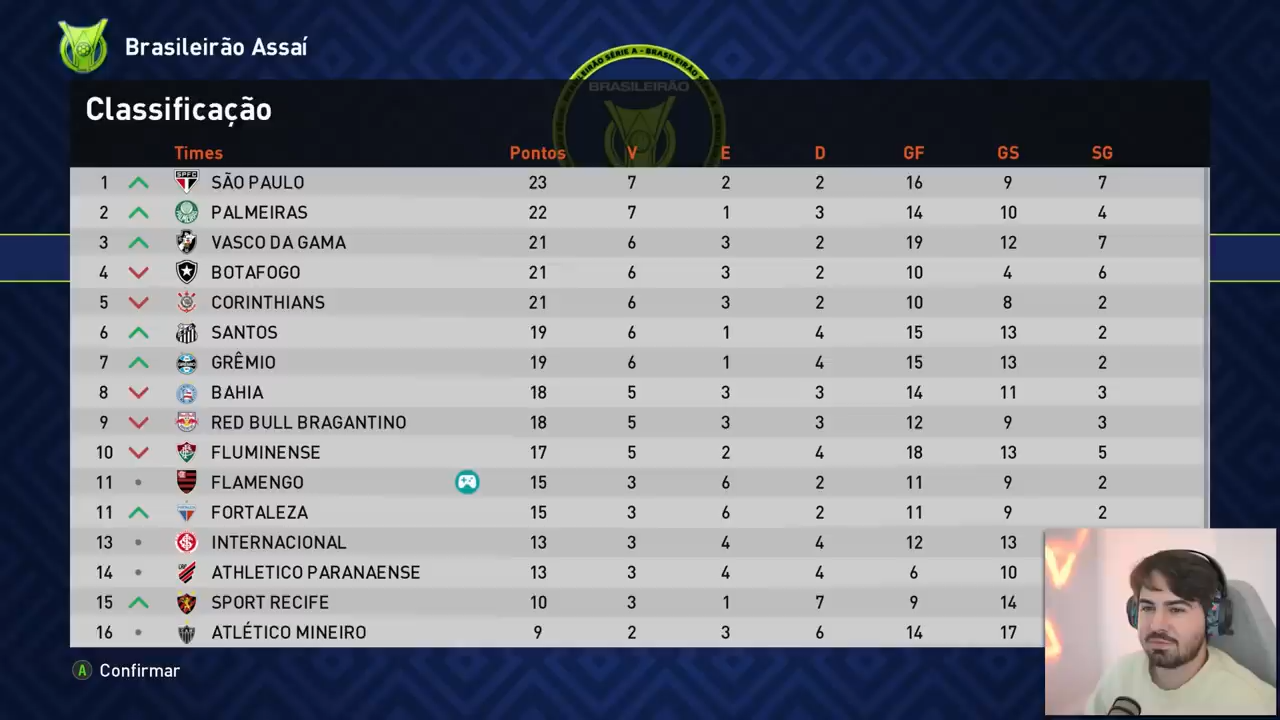 Brasileirão Assaí
BRASILEIRÃO SÉRIE A - BRASILEIRÃO
BRASILEIRÃO
Classificação
Times Pontos V E D GF GS SG
1 SÃO PAULO 23 7 2 2 16 9 7
2 PALMEIRAS 22 7 1 3 14 10 4
3 VASCO DA GAMA 21 6 3 2 19 12 7
4 BOTAFOGO 21 6 3 2 10 4 6
5 CORINTHIANS 21 6 3 2 10 8 2
6 SANTOS 19 6 1 4 15 13 2
7 GRÊMIO 19 6 1 4 15 13 2
8 BAHIA 18 5 3 3 14 11 3
9 RED BULL BRAGANTINO 18 5 3 3 12 9 3
10 FLUMINENSE 17 5 2 4 18 13 5
11 FLAMENGO 15 3 6 2 11 9 2
11 FORTALEZA 15 3 6 2 11 9 2
13 INTERNACIONAL 13 3 4 4 12 13
14 ATHLETICO PARANAENSE 13 3 4 4 6 10
15 SPORT RECIFE 10 3 1 7 9 14
16 ATLÉTICO MINEIRO 9 2 3 6 14 17
A Confirmar